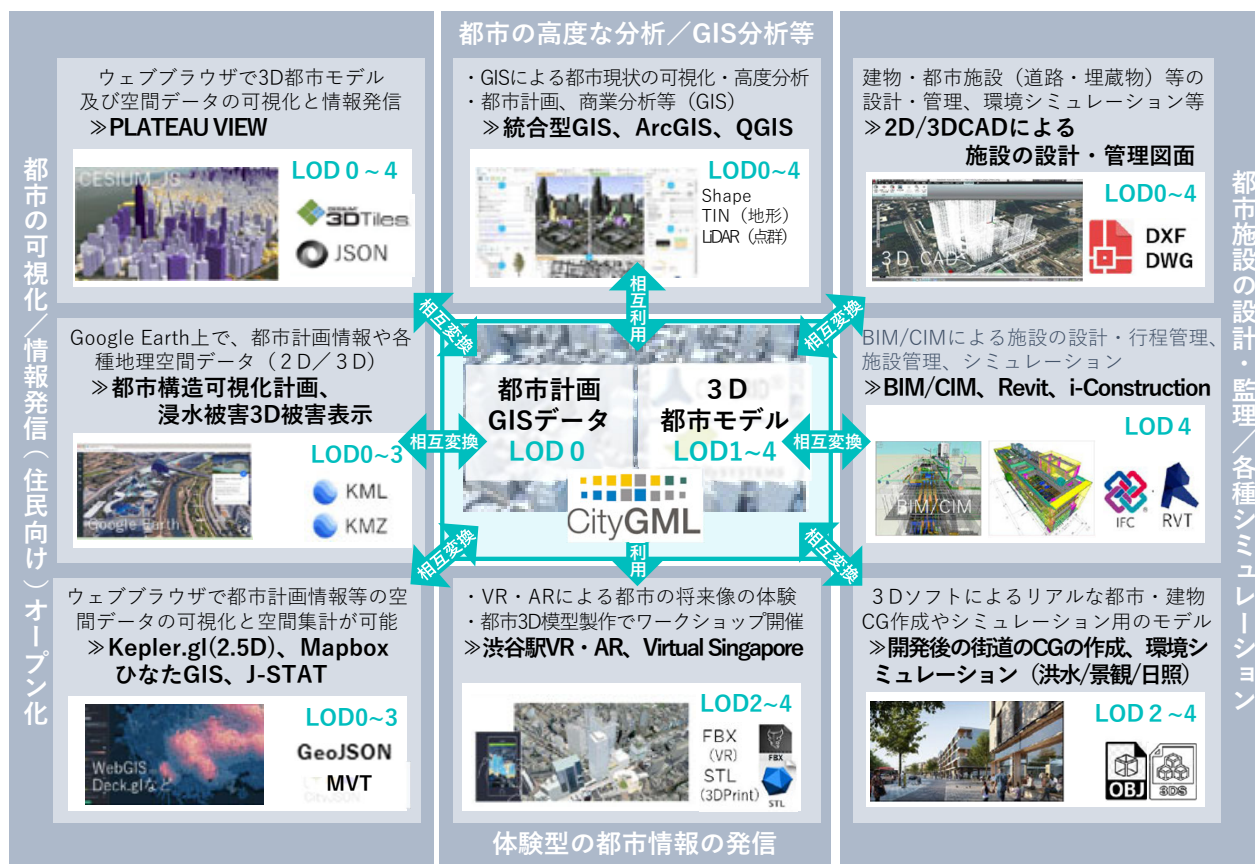 都市の高度な分析／GIS分析等
都市の可視化／情報発信（住民向け）オープン化
ウェブブラウザで3D都市モデル
及び空間データの可視化と情報発信
≫PLATEAU VIEW
CESIUM JS
LOD 0 ~ 4
3DTiles
JSON
・GISによる都市現状の可視化・高度分析
・都市計画、商業分析等（GIS）
≫統合型GIS、ArcGIS、QGIS
LOD0~4
Shape
TIN（地形）
LiDAR（点群）
建物・都市施設（道路・埋蔵物）等の
設計・管理、環境シミュレーション等
≫2D/3DCADによる
施設の設計・管理図面
3D CAD
LOD0~4
DXF
DWG
都市施設の設計・監理／各種シミュレーション
相互変換
相互利用
相互変換
Google Earth上で、都市計画情報や各
種地理空間データ（２D／３D）
≫都市構造可視化計画、
浸水被害3D被害表示
Google Earth
LOD0~3
KML
KMZ
相互変換
都市計画
GISデータ
LOD 0
３D
都市モデル
LOD1~4
CityGML
相互変換
BIM/CIMによる施設の設計・行程管理、
施設管理、シミュレーション
≫BIM/CIM、Revit、i-Construction
BIM/CIM
LOD 4
IFC
RVT
相互変換
利用
相互変換
ウェブブラウザで都市計画情報等の空
間データの可視化と空間集計が可能
≫Kepler.gl(2.5D)、Mapbox
ひなたGIS、J-STAT
WebGIS
Deck.glなど
LOD0~3
GeoJSON
MVT
・VR・ARによる都市の将来像の体験
・都市3D模型製作でワークショップ開催
≫渋谷駅VR・AR、Virtual Singapore
LOD2~4
FBX
(VR)
FBX
STL
(3DPrint)
STL
３Dソフトによるリアルな都市・建物
CG作成やシミュレーション用のモデル
≫開発後の街道のCGの作成、環境シ
ミュレーション（洪水/景観/日照）
LOD 2 ~4
OBJ
3DS
体験型の都市情報の発信